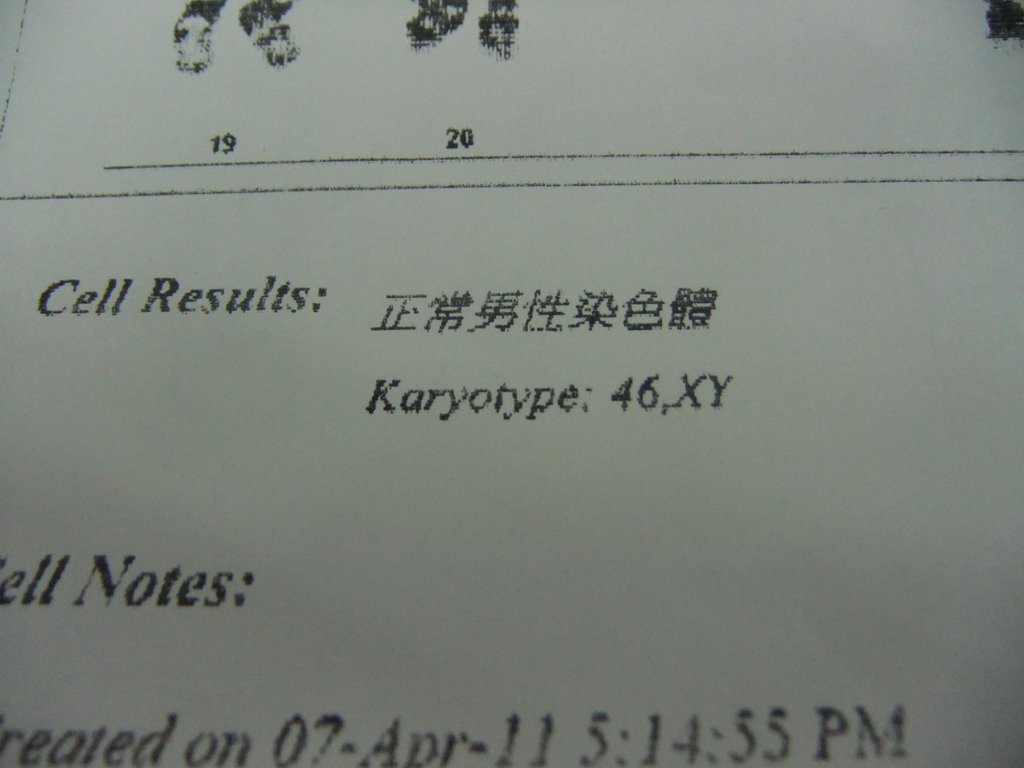 19 20
Cell Results: 正常男性染色體
Karyotype: 46,XY
ell Notes:
reated on 07-Apr-11 5:14:55 PM